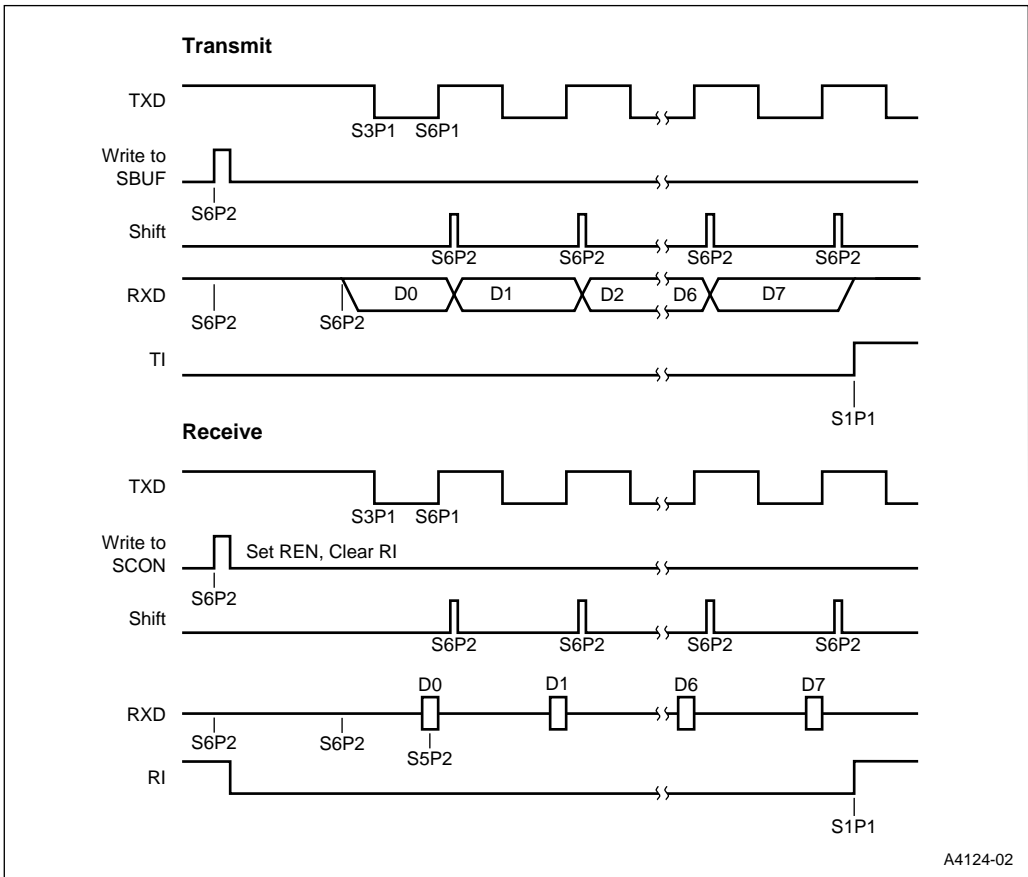 Transmit
TXD
S3P1 S6P1
Write to
SBUF
S6P2
Shift
S6P2 S6P2 S6P2 S6P2
RXD D0 D1 D2 D6 D7
S6P2 S6P2
TI
S1P1
Receive
TXD
S3P1 S6P1
Write to
SCON
Set REN, Clear RI
S6P2
Shift
S6P2 S6P2 S6P2 S6P2
D0 D1 D6 D7
RXD
S6P2 S6P2 S5P2
RI
S1P1
A4124-02